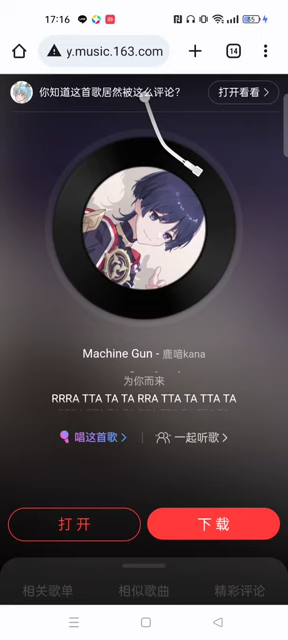 17:16
85
y.music.163.com
14
你知道这首歌居然被这么评论?
打开看看
Machine Gun - 鹿喑kana
为你而来
RRRA TTA TA TA RRA TTA TA TTA TA
唱这首歌
一起听歌
打开
下载
相关歌单
相似歌曲
精彩评论